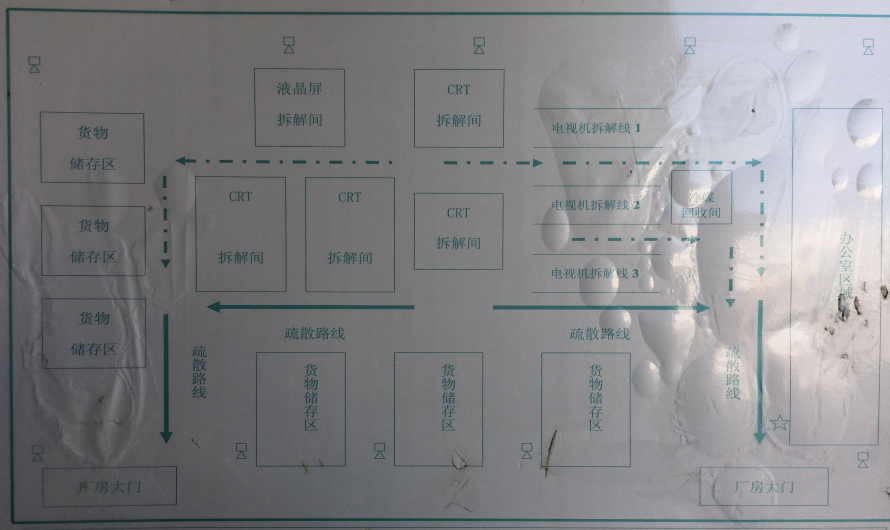 液晶屏
拆解间
CRT
拆解间
货物
储存区
电视机拆解线 1
CRT
拆解间
CRT
拆解间
CRT
拆解间
电视机拆解线 2
冷媒
回收间
货物
储存区
电视机拆解线 3
办公室区域
货物
储存区
疏散路线
疏散路线
疏散路线
疏散路线
货物储存区
货物储存区
货物储存区
厂房大门
厂房大门